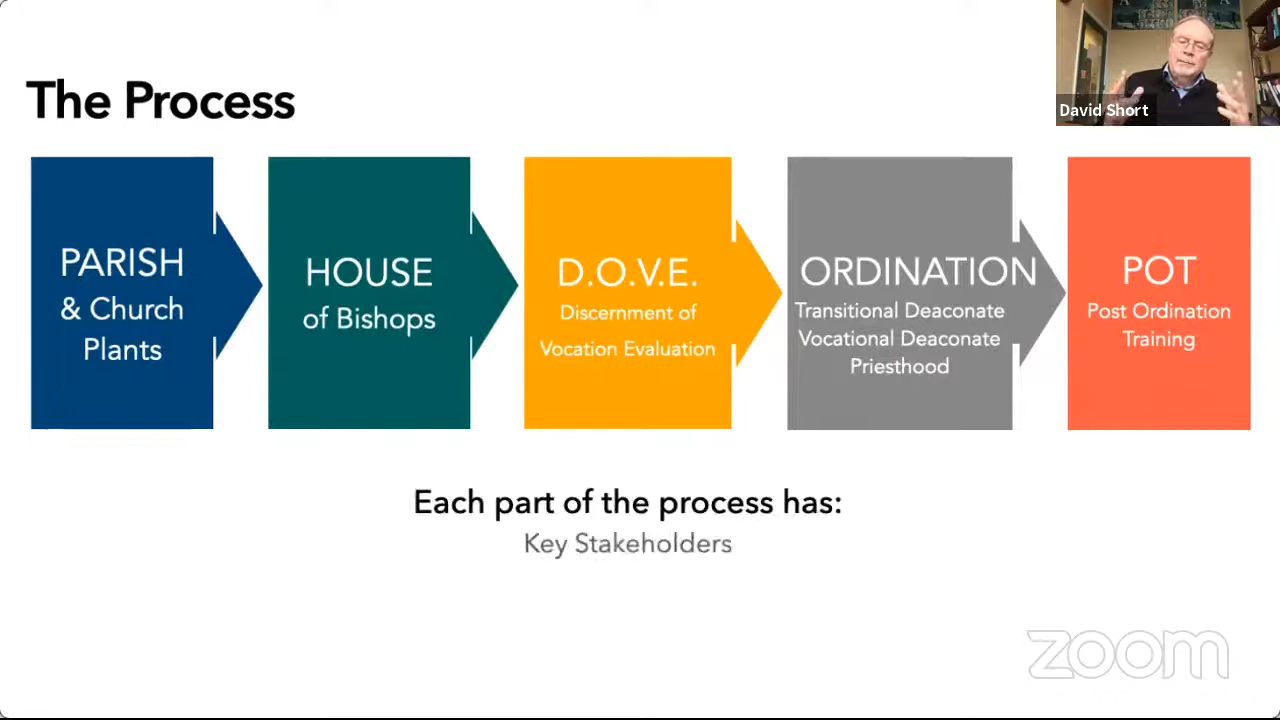 The Process
David Short
PARISH
& Church
Plants
HOUSE
of Bishops
D.O.V.E.
Discernment of
Vocation Evaluation
ORDINATION
Transitional Deaconate
Vocational Deaconate
Priesthood
POT
Post Ordination
Training
Each part of the process has:
Key Stakeholders
zoom